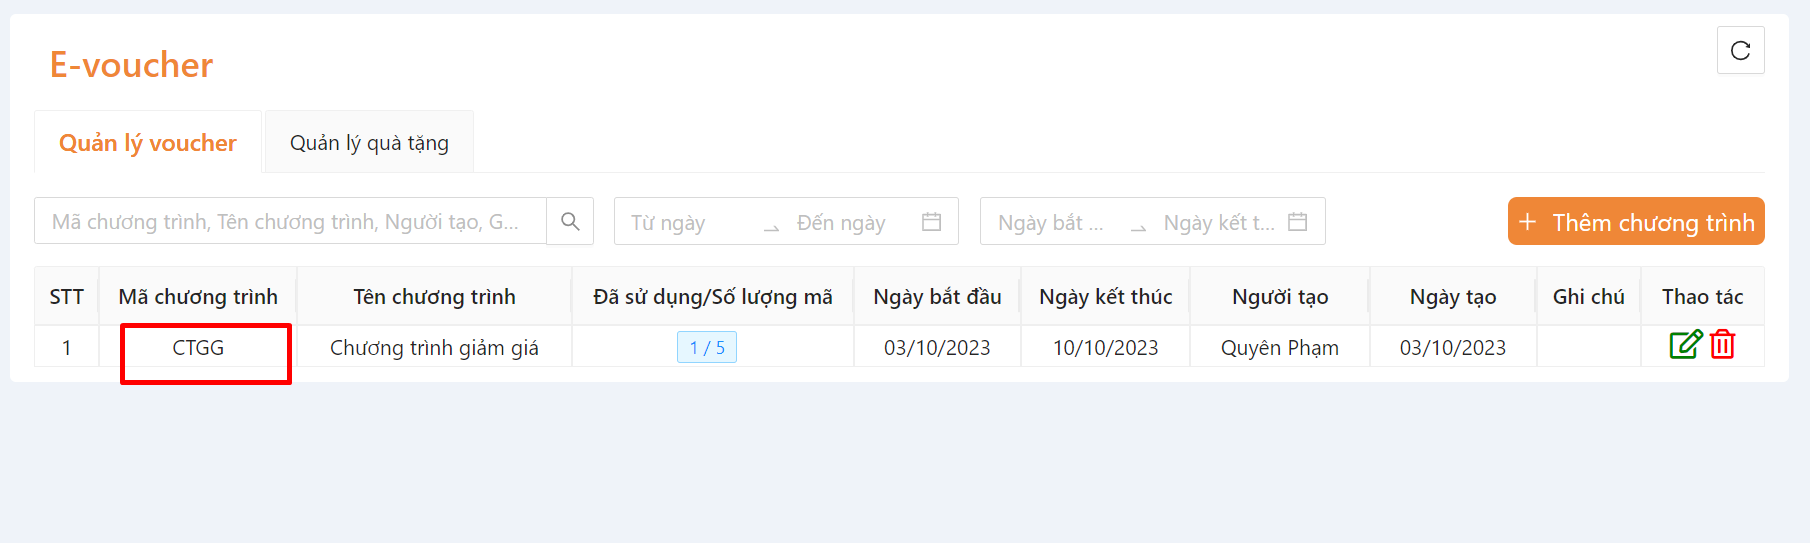 E-voucher
Quản lý voucher Quản lý quà tặng
Mã chương trình, Tên chương trình, Người tạo, G... Từ ngày Đến ngày Ngày bắt ... Ngày kết t... + Thêm chương trình
STT Mã chương trình Tên chương trình Đã sử dụng/Số lượng mã Ngày bắt đầu Ngày kết thúc Người tạo Ngày tạo Ghi chú Thao tác
1 CTGG Chương trình giảm giá 1 / 5 03/10/2023 10/10/2023 Quyên Phạm 03/10/2023